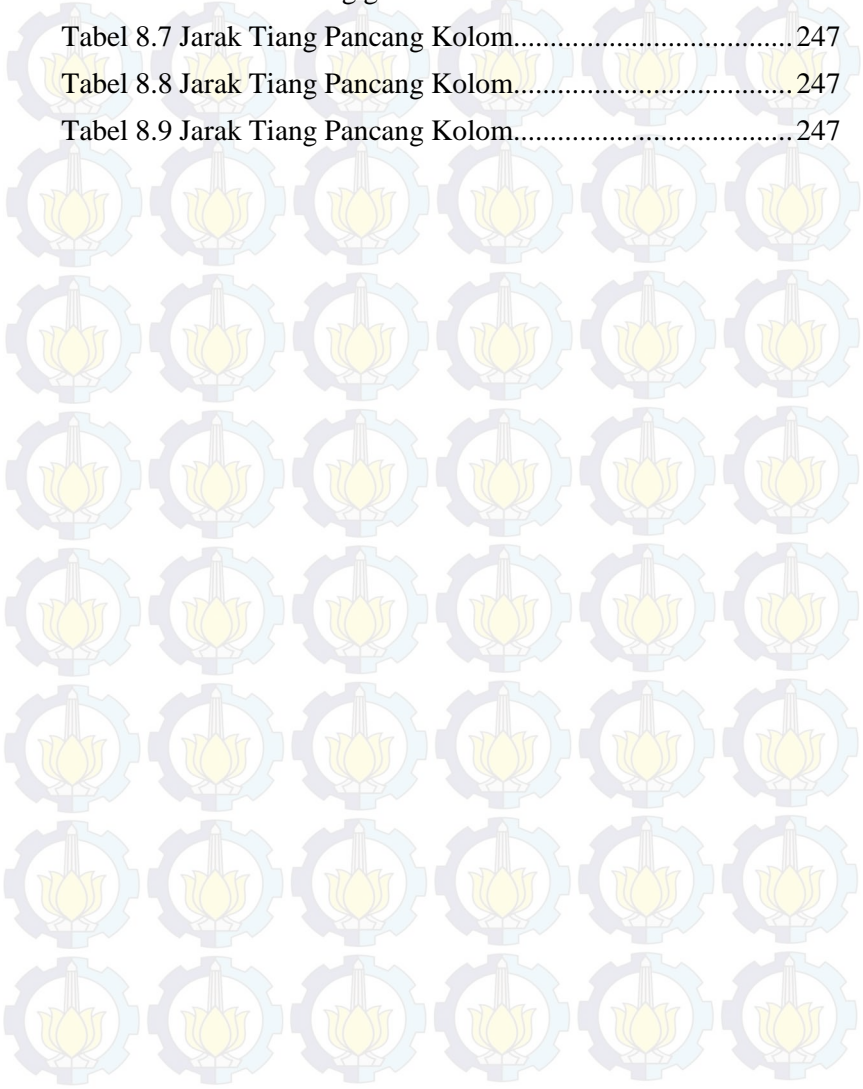 Tabel 8.7 Jarak Tiang Pancang Kolom...................................... 247
Tabel 8.8 Jarak Tiang Pancang Kolom...................................... 247
Tabel 8.9 Jarak Tiang Pancang Kolom...................................... 247